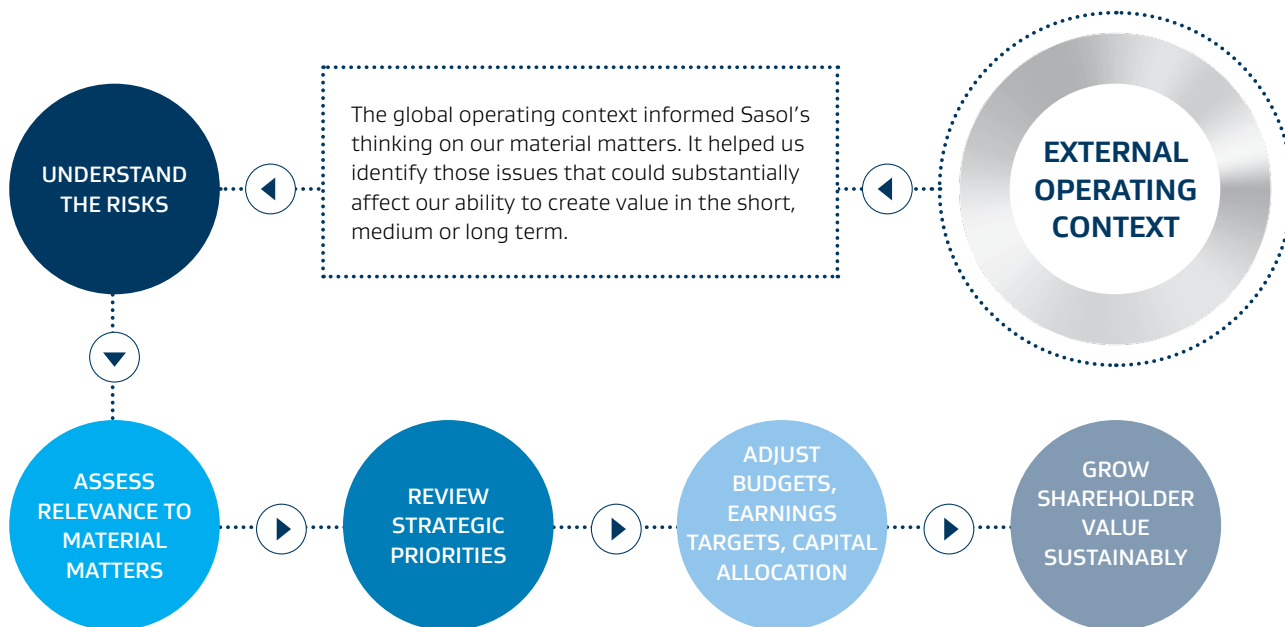 UNDERSTAND
THE RISKS
The global operating context informed Sasol’s
thinking on our material matters. It helped us
identify those issues that could substantially
affect our ability to create value in the short,
medium or long term.
EXTERNAL
OPERATING
CONTEXT
ASSESS
RELEVANCE TO
MATERIAL
MATTERS
REVIEW
STRATEGIC
PRIORITIES
ADJUST
BUDGETS,
EARNINGS
TARGETS, CAPITAL
ALLOCATION
GROW
SHAREHOLDER
VALUE
SUSTAINABLY